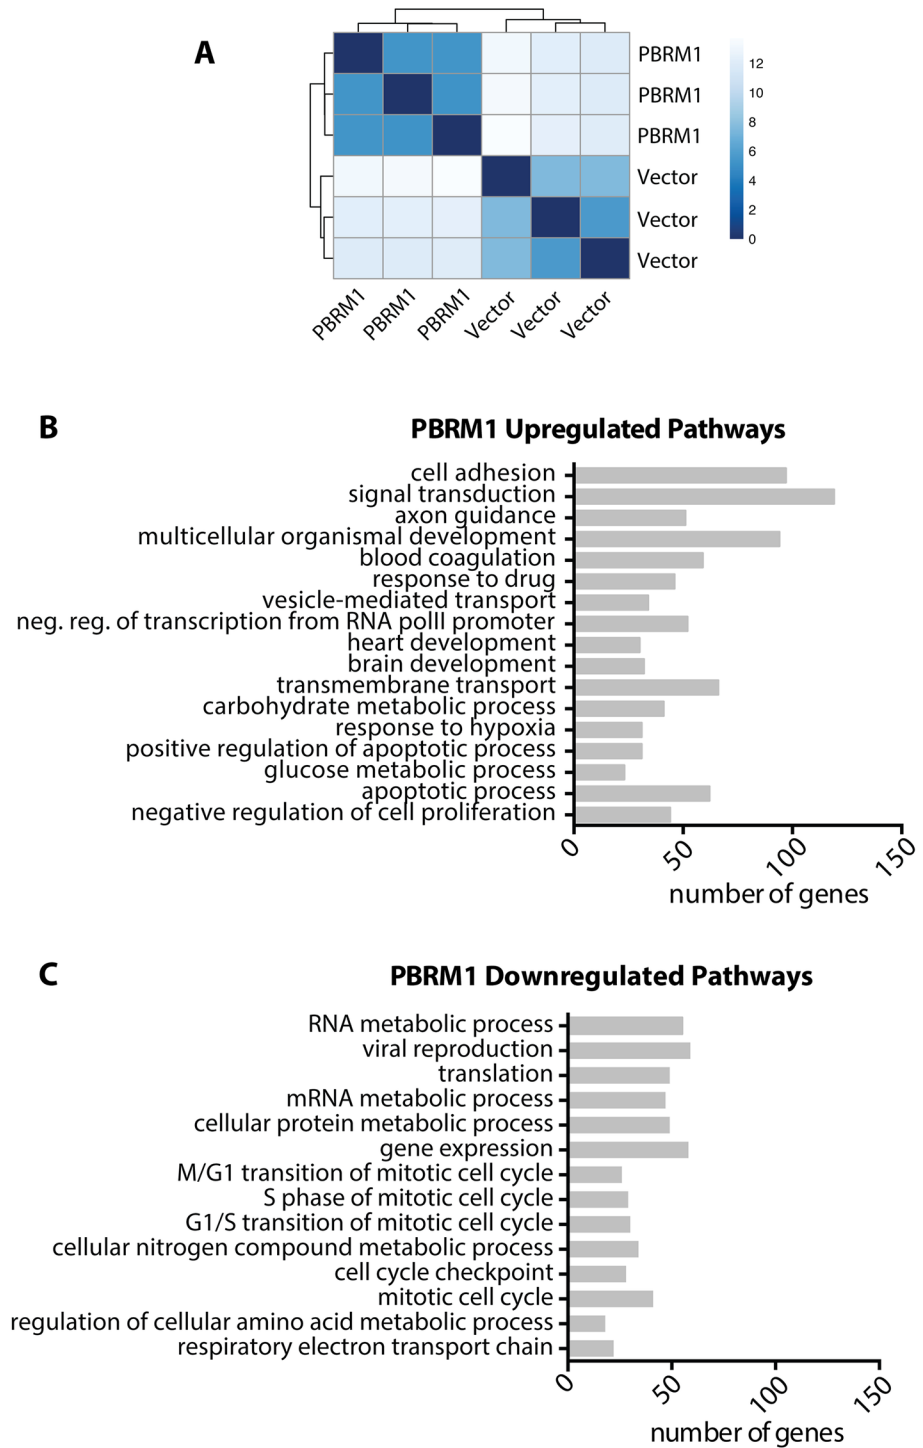 A
PBRM1
PBRM1
PBRM1
Vector
Vector
Vector
12
10
8
6
4
2
0
PBRM1
PBRM1
PBRM1
Vector
Vector
Vector
B
PBRM1 Upregulated Pathways
cell adhesion
signal transduction
axon guidance
multicellular organismal development
blood coagulation
response to drug
vesicle-mediated transport
neg. reg. of transcription from RNA polII promoter
heart development
brain development
transmembrane transport
carbohydrate metabolic process
response to hypoxia
positive regulation of apoptotic process
glucose metabolic process
apoptotic process
negative regulation of cell proliferation
0
50
100
150
number of genes
C
PBRM1 Downregulated Pathways
RNA metabolic process
viral reproduction
translation
mRNA metabolic process
cellular protein metabolic process
gene expression
M/G1 transition of mitotic cell cycle
S phase of mitotic cell cycle
G1/S transition of mitotic cell cycle
cellular nitrogen compound metabolic process
cell cycle checkpoint
mitotic cell cycle
regulation of cellular amino acid metabolic process
respiratory electron transport chain
0
50
100
150
number of genes